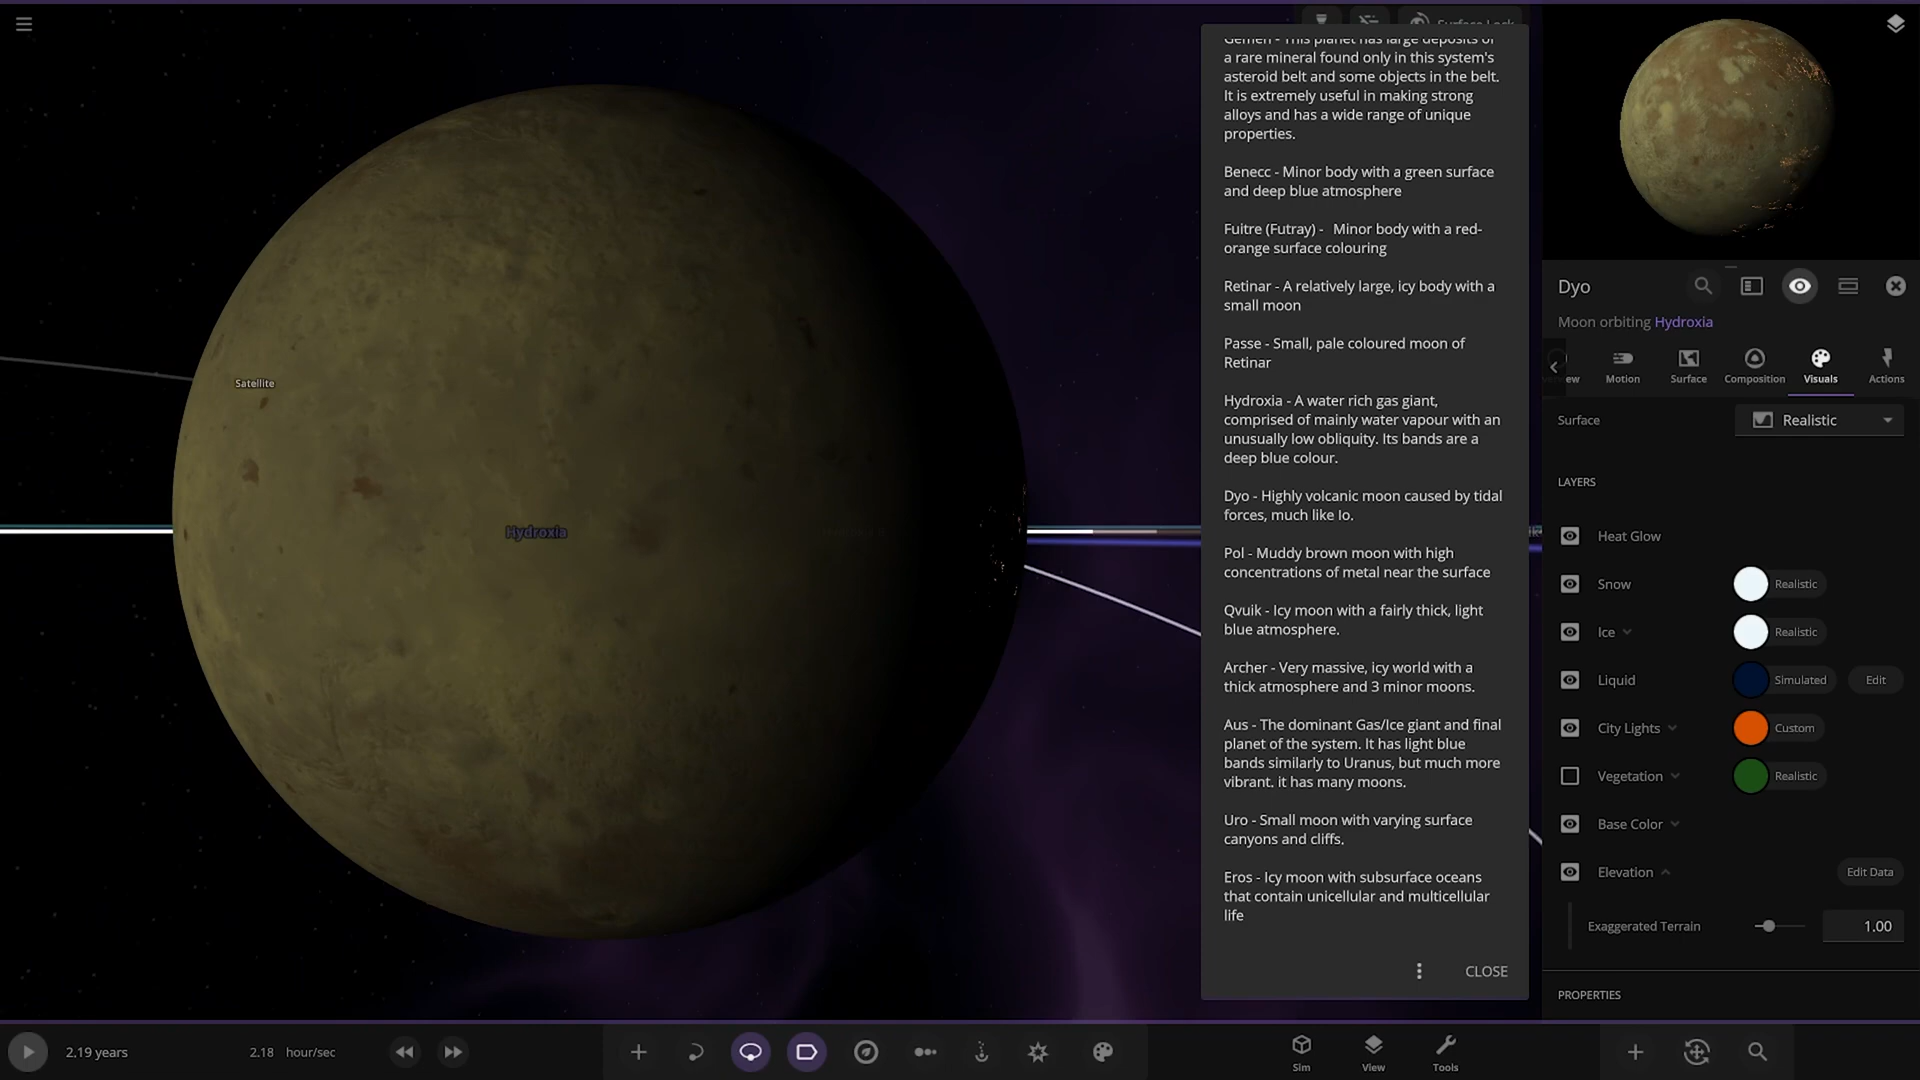 Surface Lock
Gemen - This planet has large deposits of
a rare mineral found only in this system's
asteroid belt and some objects in the belt.
It is extremely useful in making strong
alloys and has a wide range of unique
properties.
Benecc - Minor body with a green surface
and deep blue atmosphere
Fuitre (Futray) - Minor body with a red-
orange surface colouring
Retinar - A relatively large, icy body with a
small moon
Passe - Small, pale coloured moon of
Retinar
Hydroxia - A water rich gas giant,
comprised of mainly water vapour with an
unusually low obliquity. Its bands are a
deep blue colour.
Dyo - Highly volcanic moon caused by tidal
forces, much like Io.
Pol - Muddy brown moon with high
concentrations of metal near the surface
Qvuik - Icy moon with a fairly thick, light
blue atmosphere.
Archer - Very massive, icy world with a
thick atmosphere and 3 minor moons.
Aus - The dominant Gas/Ice giant and final
planet of the system. It has light blue
bands similarly to Uranus, but much more
vibrant, it has many moons.
Uro - Small moon with varying surface
canyons and cliffs.
Eros - Icy moon with subsurface oceans
that contain unicellular and multicellular
life
CLOSE
Satellite
Hydroxia
Dyo
Moon orbiting Hydroxia
Motion
Surface
Composition
Visuals
Actions
Surface
Realistic
LAYERS
Heat Glow
Snow
Realistic
Ice
Realistic
Liquid
Simulated
Edit
City Lights
Custom
Vegetation
Realistic
Base Color
Elevation
Edit Data
Exaggerated Terrain
1.00
PROPERTIES
2.19 years
2.18 hour/sec
Sim
View
Tools